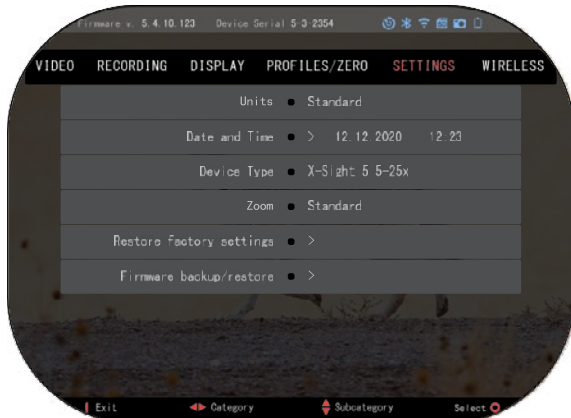 Firmware v. 5.4.10.123 Device Serial 5-3-2354
VIDEO RECORDING DISPLAY PROFILES/ZERO SETTINGS WIRELESS
Units Standard
Date and Time > 12.12.2020 12:23
Device Type X-Sight 5 5-25x
Zoom Standard
Restore factory settings >
Firmware backup/restore >
Exit Category Subcategory Select